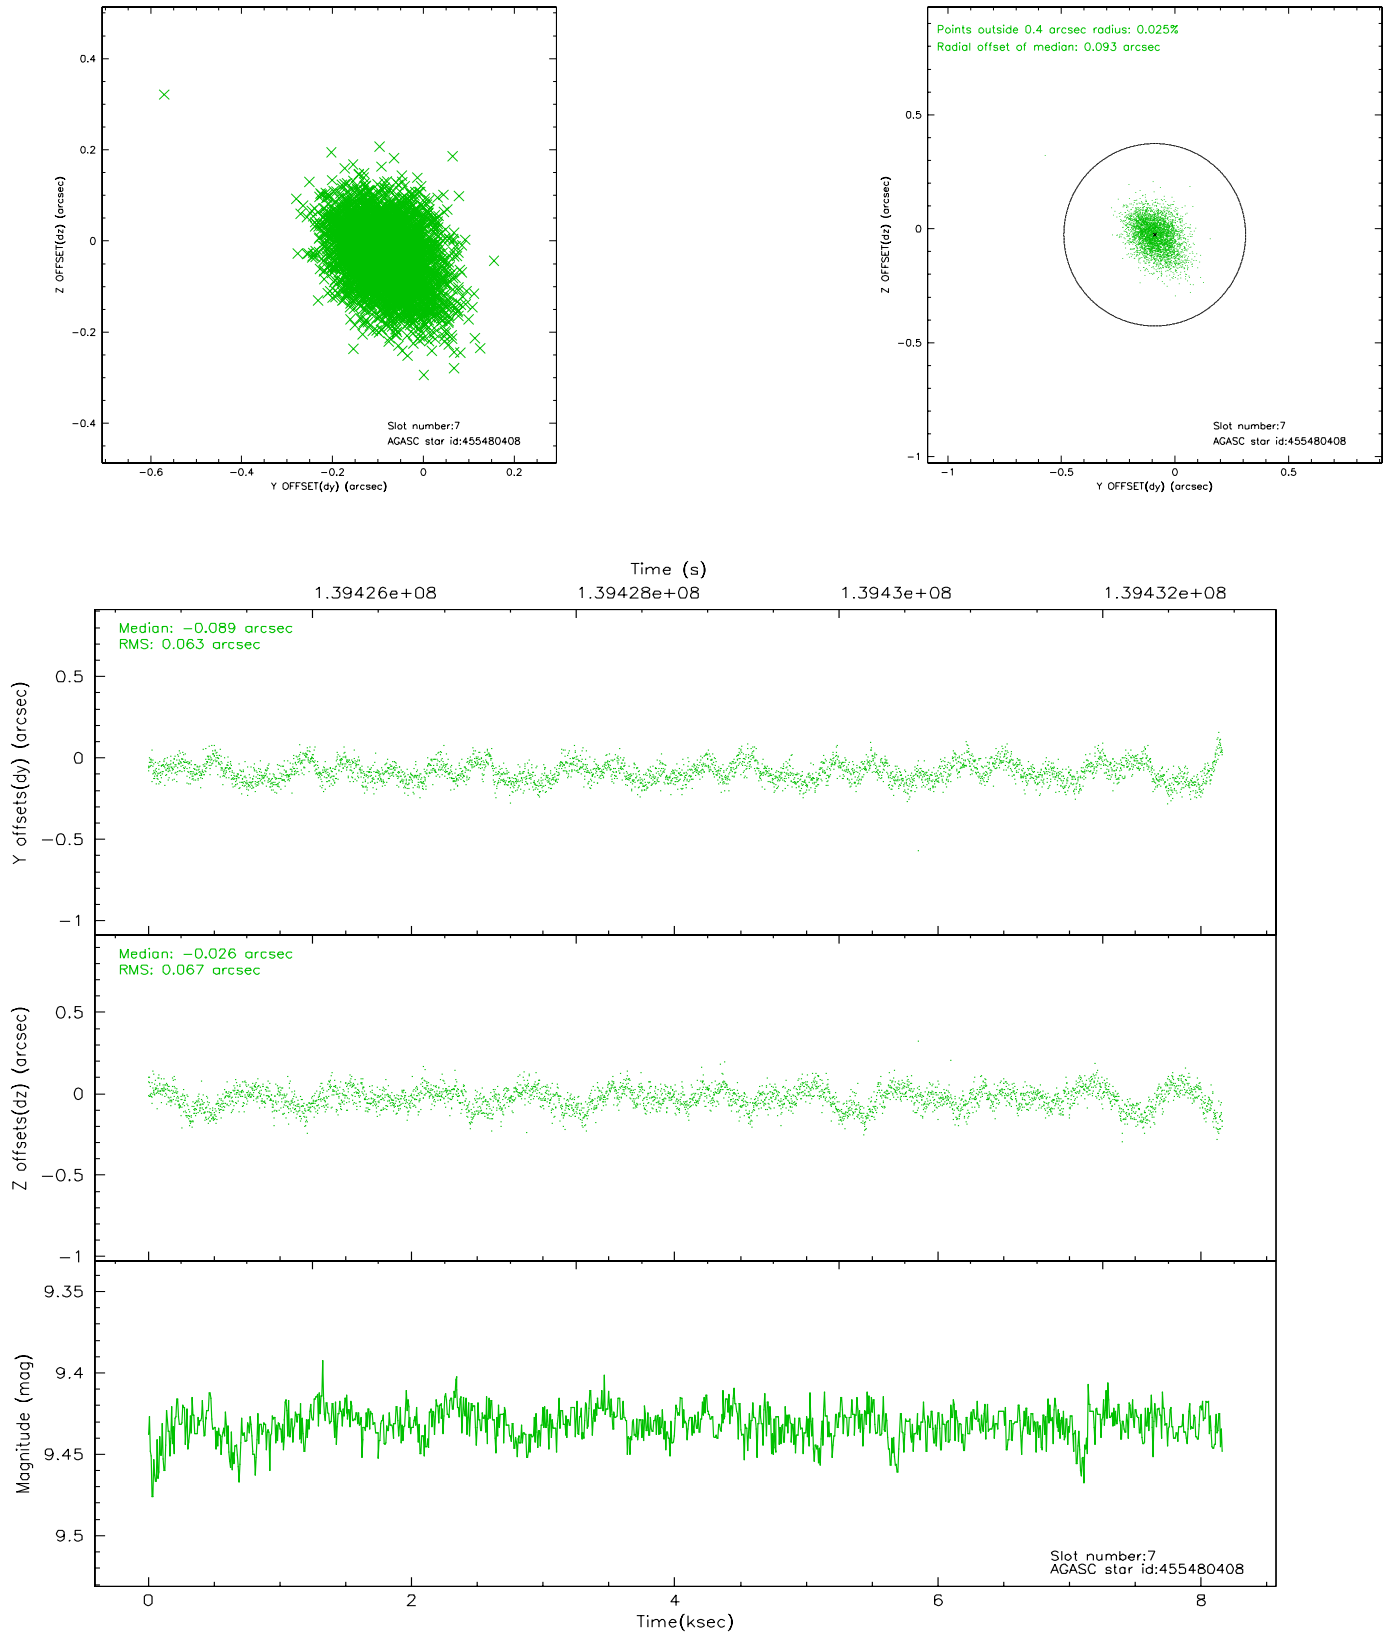 0.4
0.2
0
−0.2
−0.4
Z OFFSET(dz) (arcsec)
Slot number:7
AGASC star id:455480408
−0.6
−0.4
−0.2
0
0.2
Y OFFSET(dy) (arcsec)
Points outside 0.4 arcsec radius: 0.025%
Radial offset of median: 0.093 arcsec
0.5
0
−0.5
−1
Z OFFSET(dz) (arcsec)
Slot number:7
AGASC star id:455480408
−1
−0.5
0
0.5
Y OFFSET(dy) (arcsec)
Time (s)
1.39426e+08
1.39428e+08
1.3943e+08
1.39432e+08
Median: −0.089 arcsec
RMS: 0.063 arcsec
0.5
0
−0.5
−1
Y offsets(dy) (arcsec)
Median: −0.026 arcsec
RMS: 0.067 arcsec
0.5
0
−0.5
−1
Z offsets(dz) (arcsec)
9.35
9.4
9.45
9.5
Magnitude (mag)
Slot number:7
AGASC star id:455480408
0
2
4
6
8
Time(ksec)